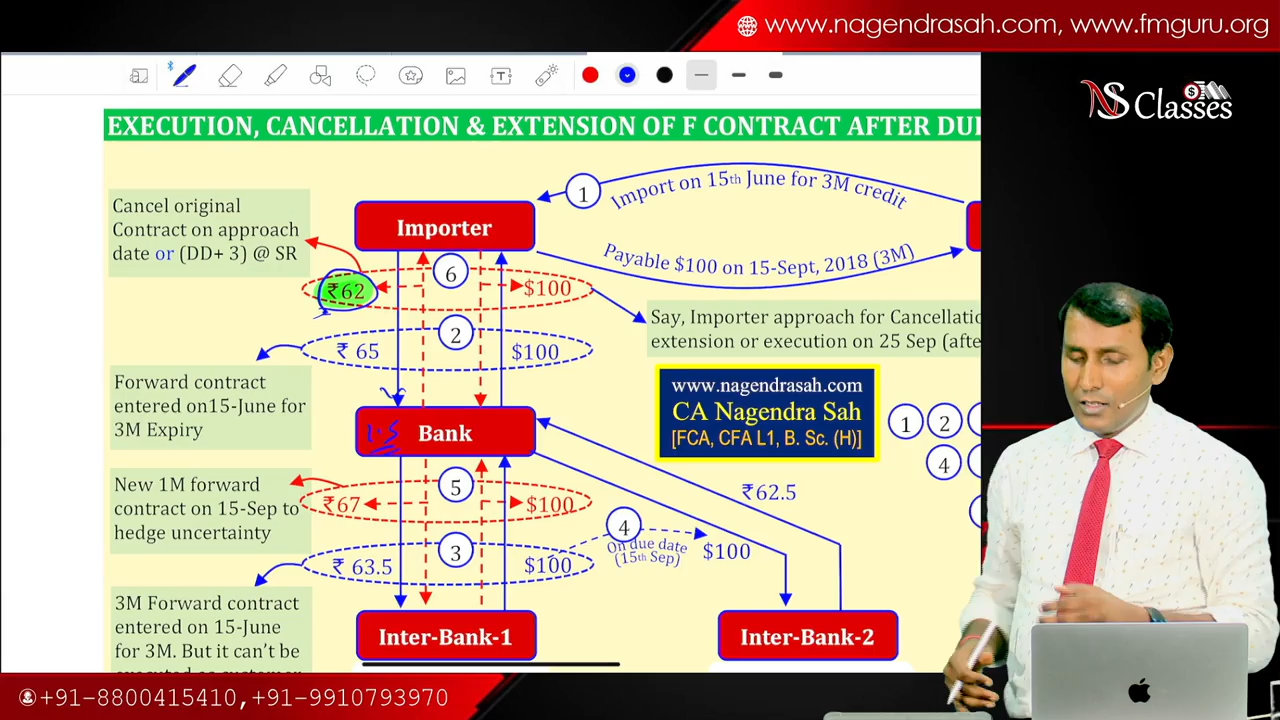 www.nagendrasah.com, www.fmguru.org
NS Classes
EXECUTION, CANCELLATION & EXTENSION OF F CONTRACT AFTER DUE
1
Import on 15th June for 3M credit
Cancel original
Contract on approach
date or (DD+ 3) @ SR
Importer
Payable $100 on 15-Sept, 2018 (3M)
6
₹62
$100
Say, Importer approach for Cancellatio
extension or execution on 25 Sep (afte
2
₹ 65
$100
Forward contract
entered on15-June for
3M Expiry
www.nagendrasah.com
CA Nagendra Sah
[FCA, CFA L1, B. Sc. (H)]
1 2
4
1.5
Bank
New 1M forward
contract on 15-Sep to
hedge uncertainty
5
₹67
$100
₹62.5
4
On due date
(15th Sep)
$100
3
₹ 63.5
$100
3M Forward contract
entered on 15-June
for 3M. But it can't be
Inter-Bank-1
Inter-Bank-2
+91-8800415410,+91-9910793970